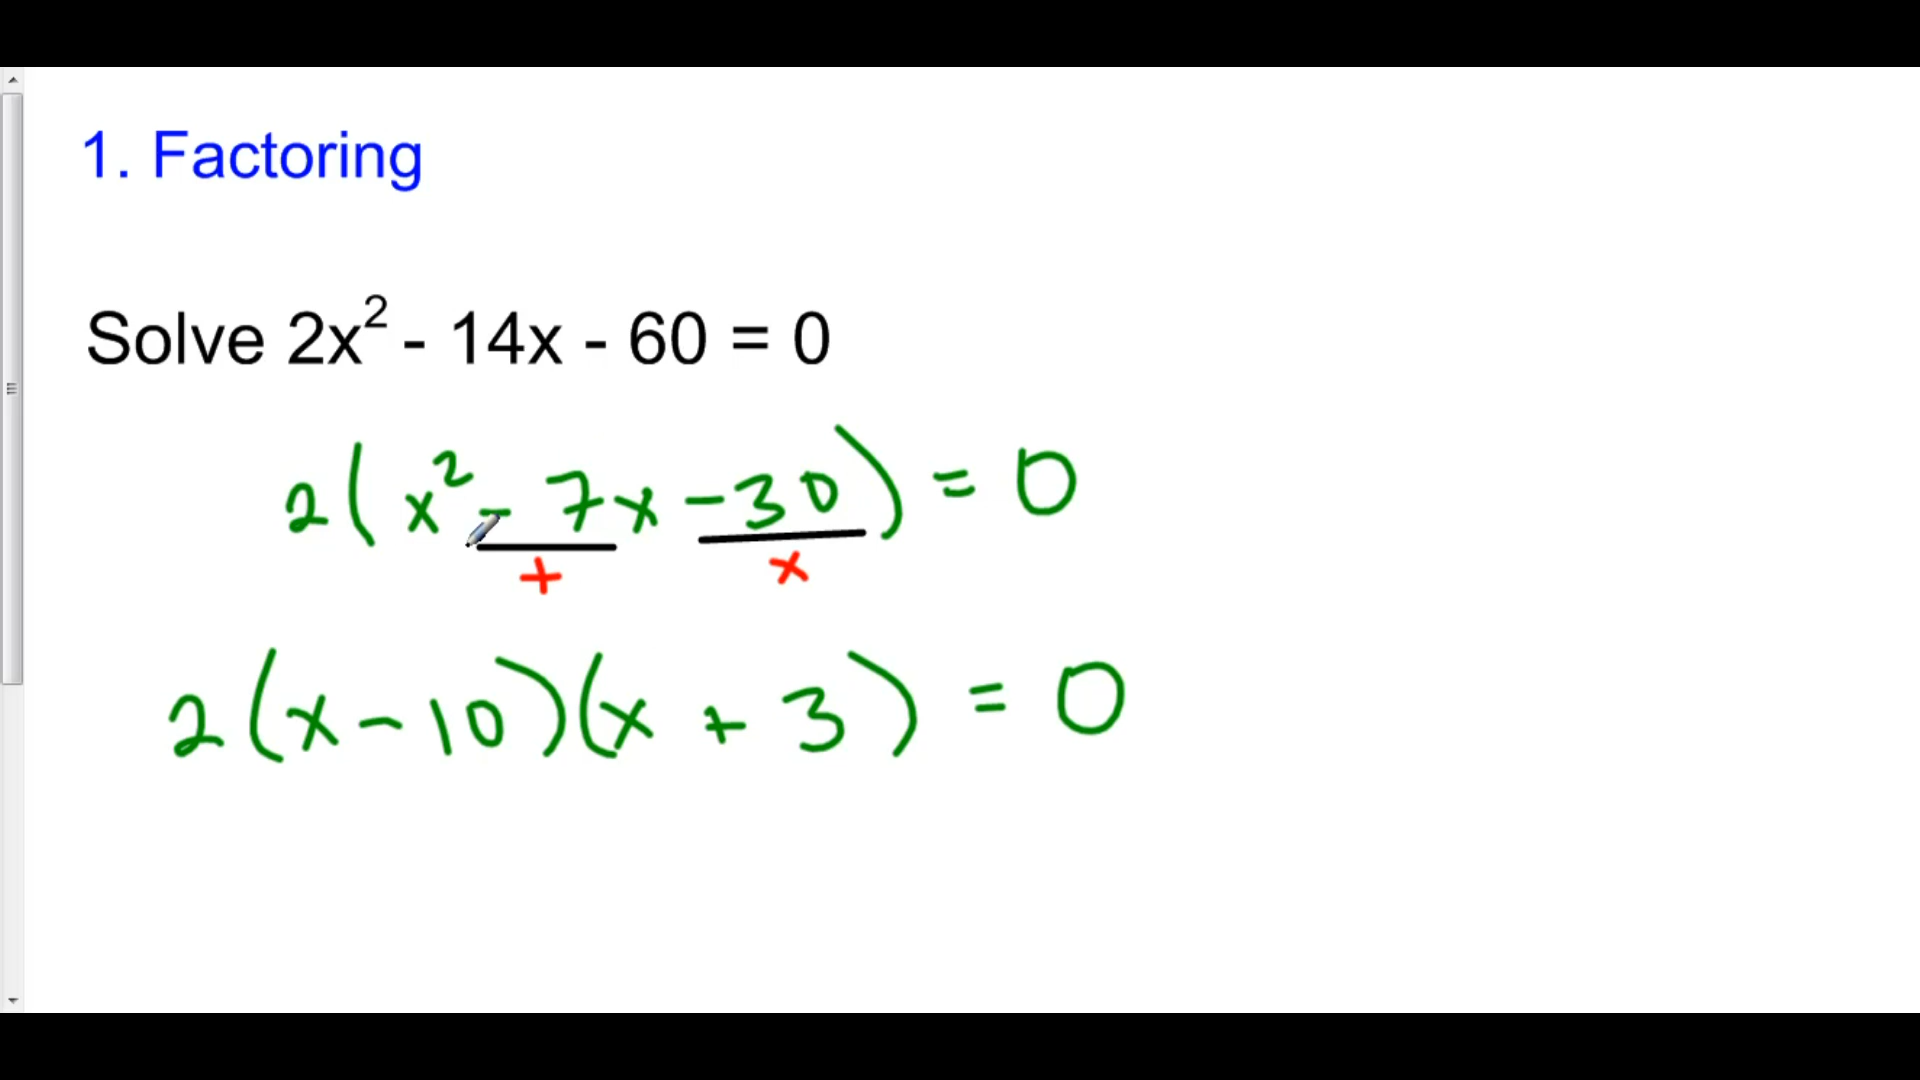 1. Factoring
Solve 2x² - 14x - 60 = 0
2(x² - 7x - 30) = 0
+ x
2(x - 10)(x + 3) = 0